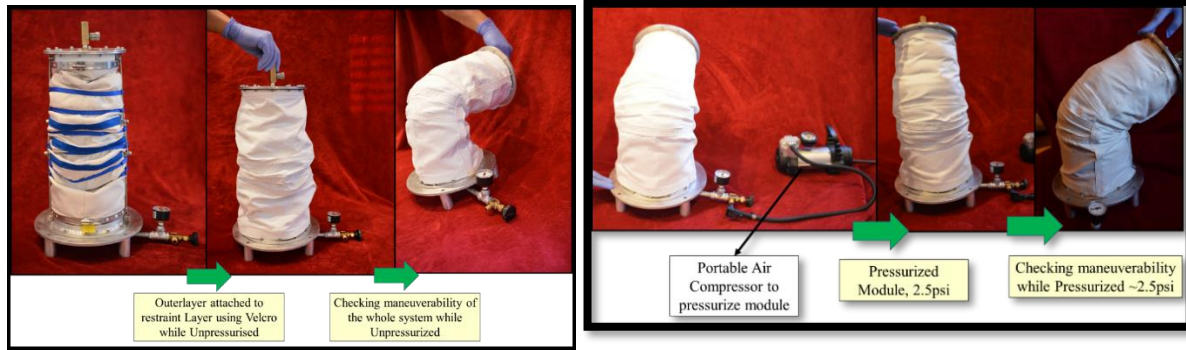 Outerlayer attached to
restraint Layer using Velcro
while Unpressurised
Checking maneuverability of
the whole system while
Unpressurized
Portable Air
Compressor to
pressurize module
Pressurized
Module, 2.5psi
Checking maneuverability
while Pressurized ~2.5psi